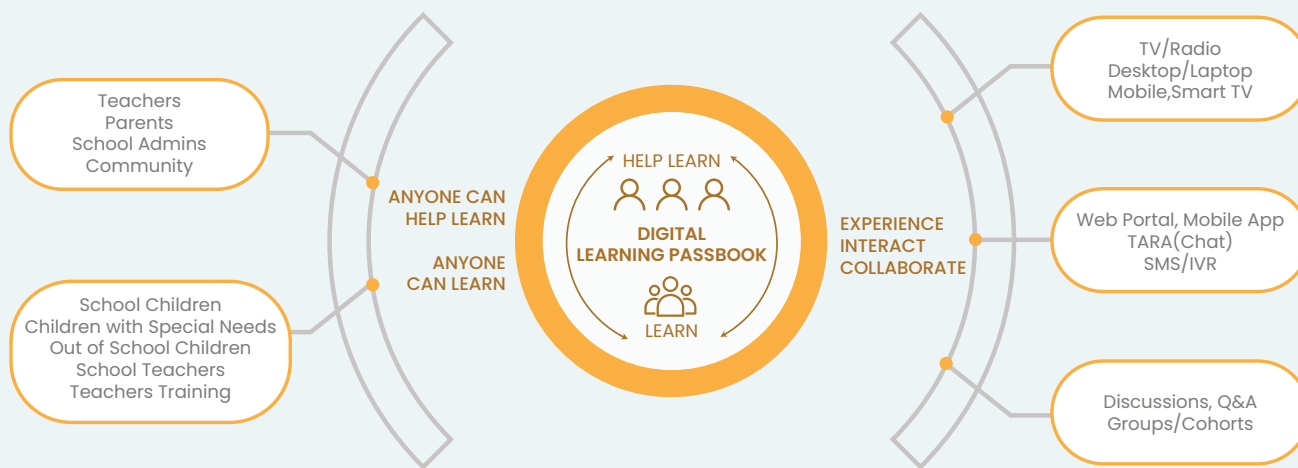 Teachers
Parents
School Admins
Community
School Children
Children with Special Needs
Out of School Children
School Teachers
Teachers Training
ANYONE CAN
HELP LEARN
ANYONE
CAN LEARN
HELP LEARN
DIGITAL
LEARNING PASSBOOK
LEARN
EXPERIENCE
INTERACT
COLLABORATE
TV/Radio
Desktop/Laptop
Mobile,Smart TV
Web Portal, Mobile App
TARA(Chat)
SMS/IVR
Discussions, Q&A
Groups/Cohorts